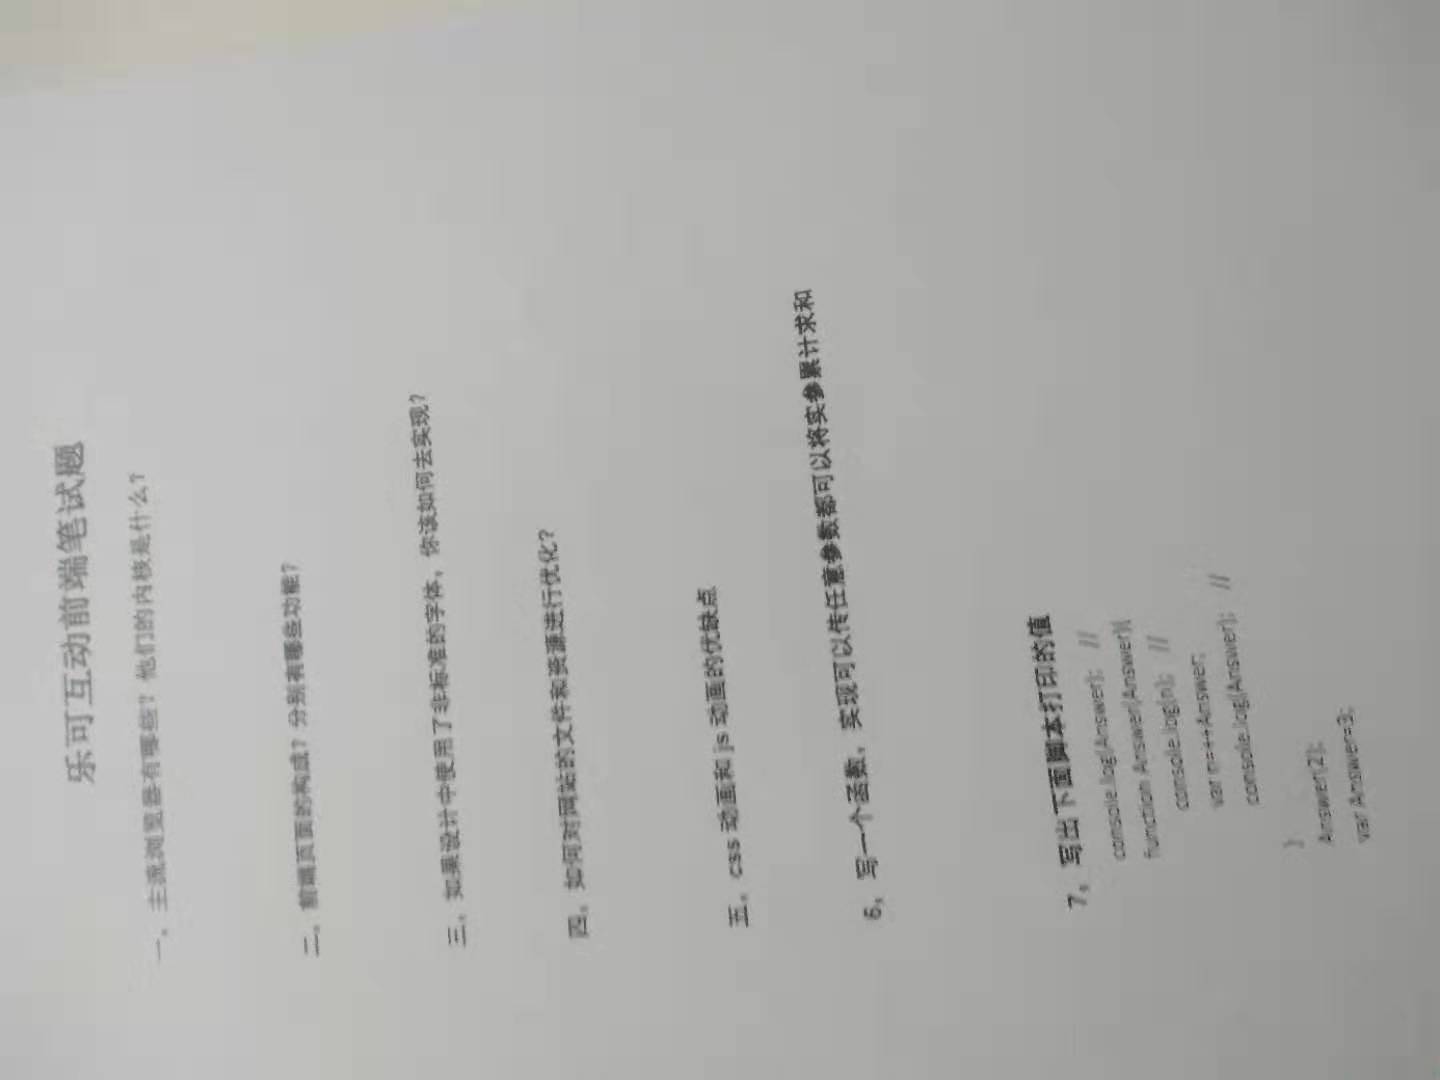 乐可互动前端笔试题
一。主流浏览器有哪些？他们的内核是什么？
二。前端页面的构成？分别有哪些功能？
三。如果设计中使用了非标准的字体，你该如何去实现？
四。如何对网站的文件和资源进行优化？
五。css 动画和 js 动画的优缺点
6，写一个函数，实现可以传任意参数都可以将实参累计求和
7。写出下面脚本打印的值
console.log(Answer); //
function Answer(Answer){
console.log(n); //
var n=++Answer;
console.log(Answer); //
}
Answer(2);
var Answer=3;